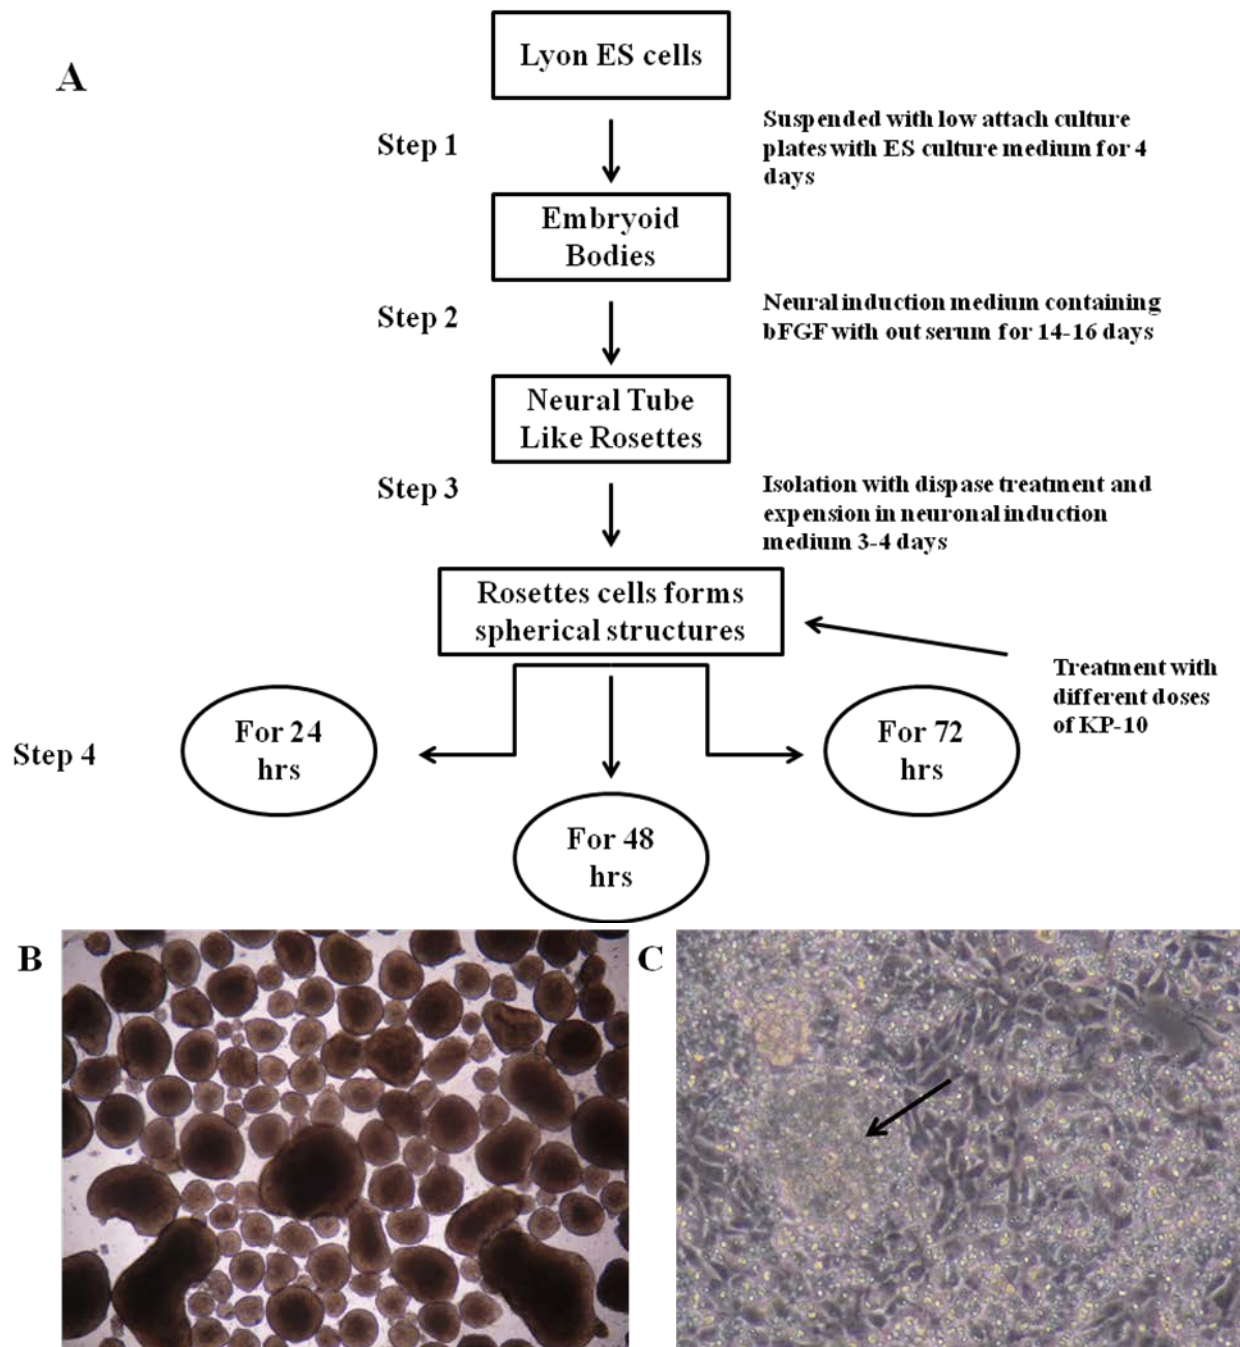 A
Lyon ES cells
Step 1
Suspended with low attach culture
plates with ES culture medium for 4
days
Embryoid
Bodies
Step 2
Neural induction medium containing
bFGF with out serum for 14-16 days
Neural Tube
Like Rosettes
Step 3
Isolation with dispase treatment and
expension in neuronal induction
medium 3-4 days
Rosettes cells forms
spherical structures
Treatment with
different doses
of KP-10
Step 4
For 24
hrs
For 48
hrs
For 72
hrs
B
C